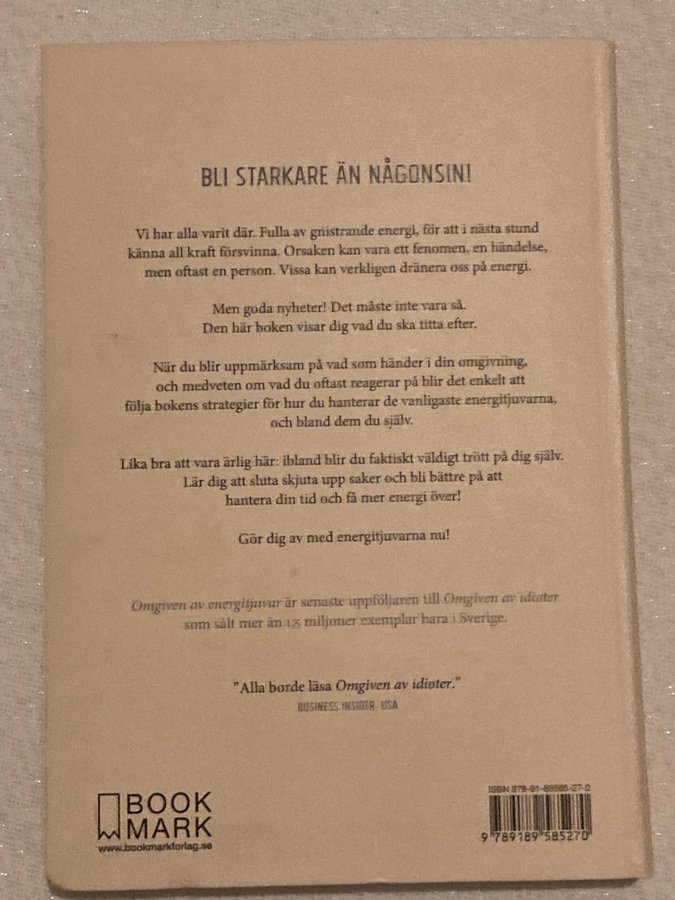 BLI STARKARE ÄN NÅGONSIN!
Vi har alla varit där. Fulla av gnistrande energi, för att i nästa stund
känna all kraft försvinna. Orsaken kan vara ett fenomen, en händelse,
men oftast en person. Vissa kan verkligen dränera oss på energi.
Men goda nyheter! Det måste inte vara så.
Den här boken visar dig vad du ska titta efter.
När du blir uppmärksam på vad som händer i din omgivning,
och medveten om vad du oftast reagerar på blir det enkelt att
följa bokens strategier för hur du hanterar de vanligaste energitjuvarna,
och bland dem du själv.
Lika bra att vara ärlig här: ibland blir du faktiskt väldigt trött på dig själv.
Lär dig att sluta skjuta upp saker och bli bättre på att
hantera din tid och få mer energi över!
Gör dig av med energitjuvarna nu!
Omgiven av energitjuvar är senaste uppföljaren till Omgiven av idioter
som sålt mer än 1,5 miljoner exemplar bara i Sverige.
"Alla borde läsa Omgiven av idioter."
BUSINESS INSIDER, USA
BOOK
MARK
www.bookmarkforlag.se
ISBN 978-91-89585-27-0
9 789189 585270